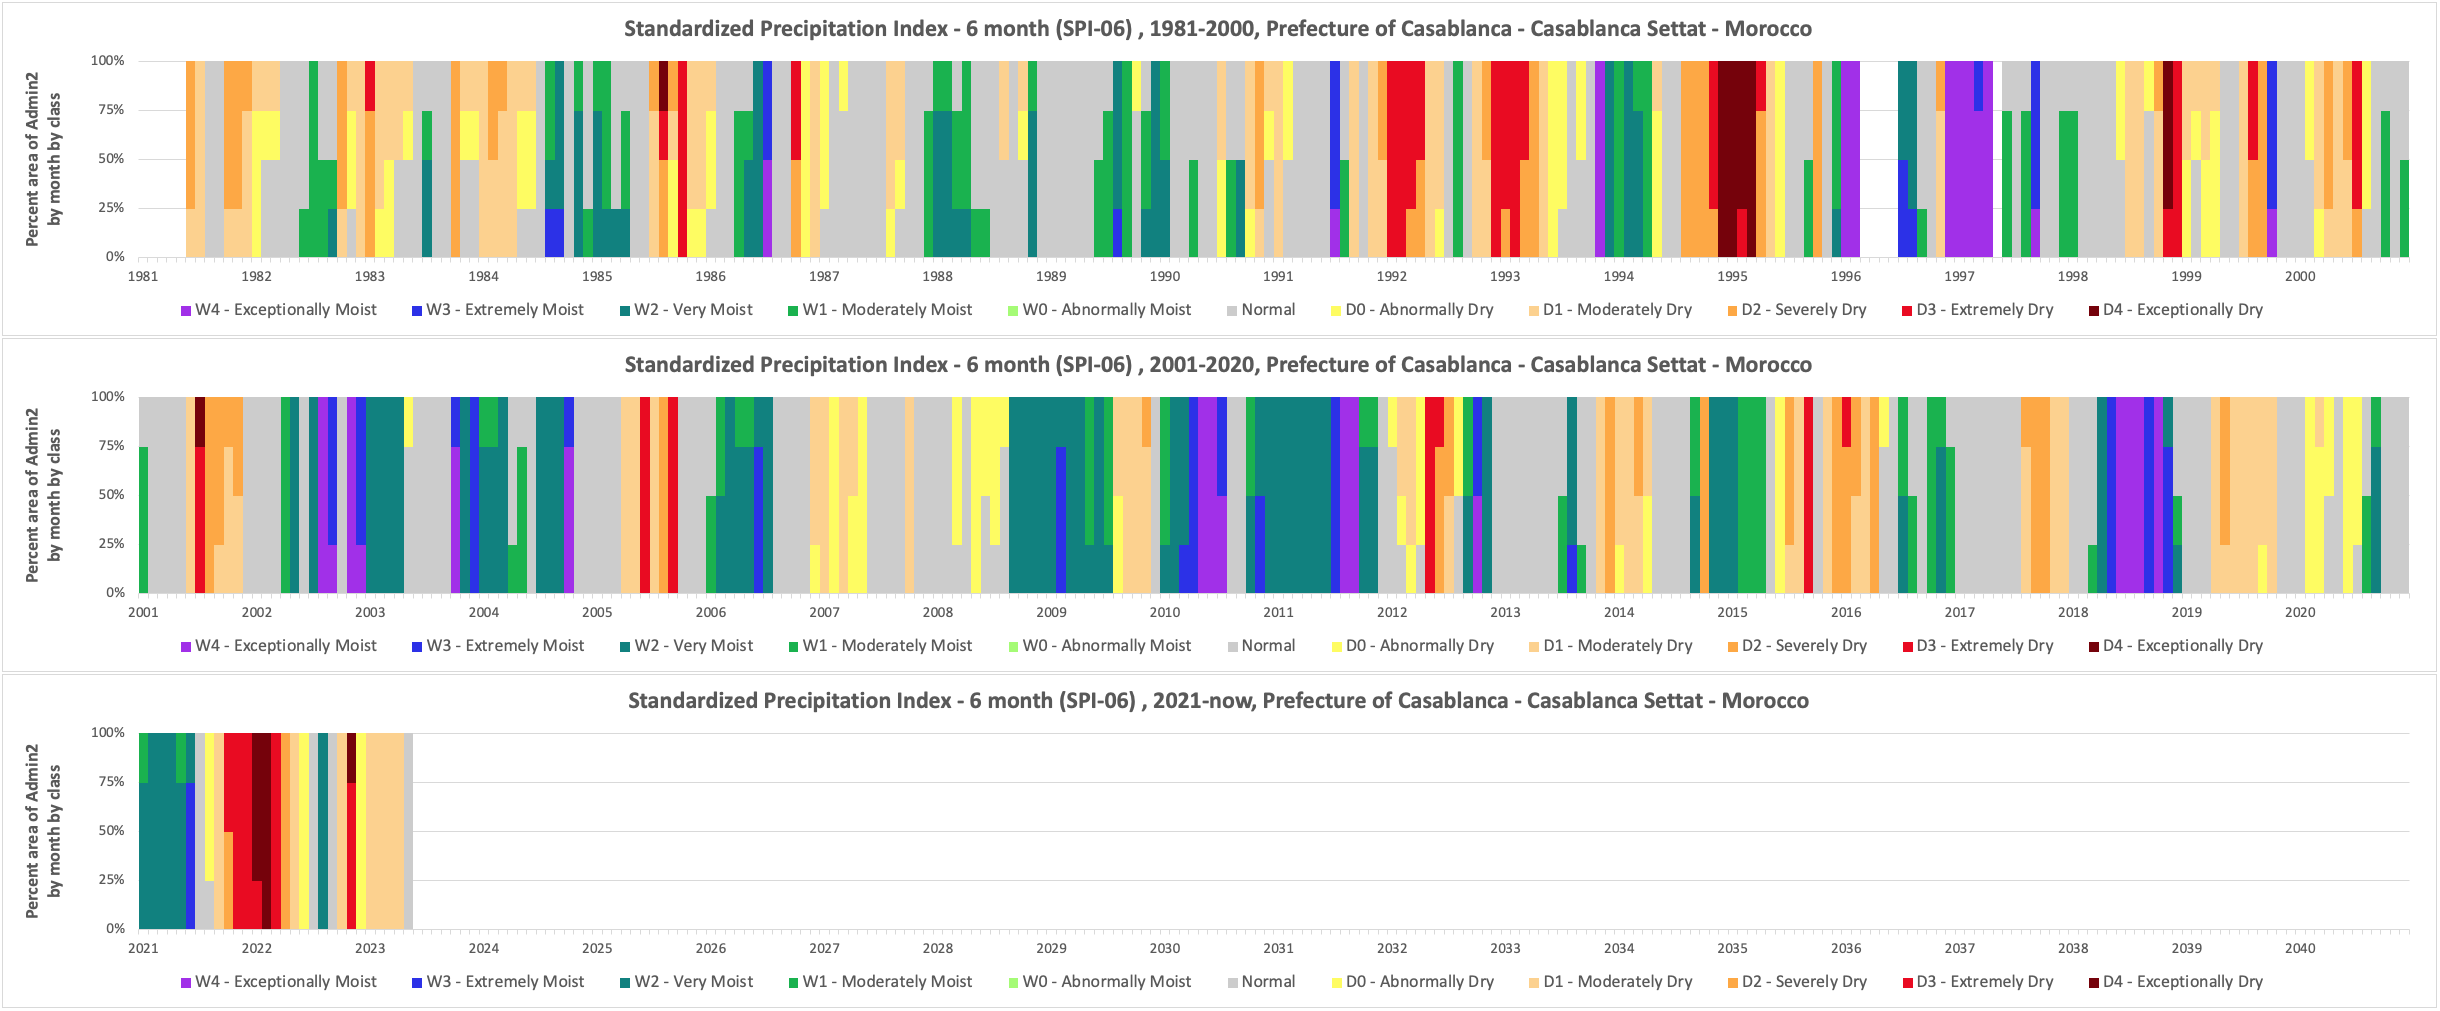 Standardized Precipitation Index - 6 month (SPI-06) , 1981-2000, Prefecture of Casablanca - Casablanca Settat - Morocco
Percent area of Admin2
by month by class
100%
75%
50%
25%
0%
1981 1982 1983 1984 1985 1986 1987 1988 1989 1990 1991 1992 1993 1994 1995 1996 1997 1998 1999 2000
W4 - Exceptionally Moist W3 - Extremely Moist W2 - Very Moist W1 - Moderately Moist W0 - Abnormally Moist Normal D0 - Abnormally Dry D1 - Moderately Dry D2 - Severely Dry D3 - Extremely Dry D4 - Exceptionally Dry
Standardized Precipitation Index - 6 month (SPI-06) , 2001-2020, Prefecture of Casablanca - Casablanca Settat - Morocco
Percent area of Admin2
by month by class
100%
75%
50%
25%
0%
2001 2002 2003 2004 2005 2006 2007 2008 2009 2010 2011 2012 2013 2014 2015 2016 2017 2018 2019 2020
W4 - Exceptionally Moist W3 - Extremely Moist W2 - Very Moist W1 - Moderately Moist W0 - Abnormally Moist Normal D0 - Abnormally Dry D1 - Moderately Dry D2 - Severely Dry D3 - Extremely Dry D4 - Exceptionally Dry
Standardized Precipitation Index - 6 month (SPI-06) , 2021-now, Prefecture of Casablanca - Casablanca Settat - Morocco
Percent area of Admin2
by month by class
100%
75%
50%
25%
0%
2021 2022 2023 2024 2025 2026 2027 2028 2029 2030 2031 2032 2033 2034 2035 2036 2037 2038 2039 2040
W4 - Exceptionally Moist W3 - Extremely Moist W2 - Very Moist W1 - Moderately Moist W0 - Abnormally Moist Normal D0 - Abnormally Dry D1 - Moderately Dry D2 - Severely Dry D3 - Extremely Dry D4 - Exceptionally Dry